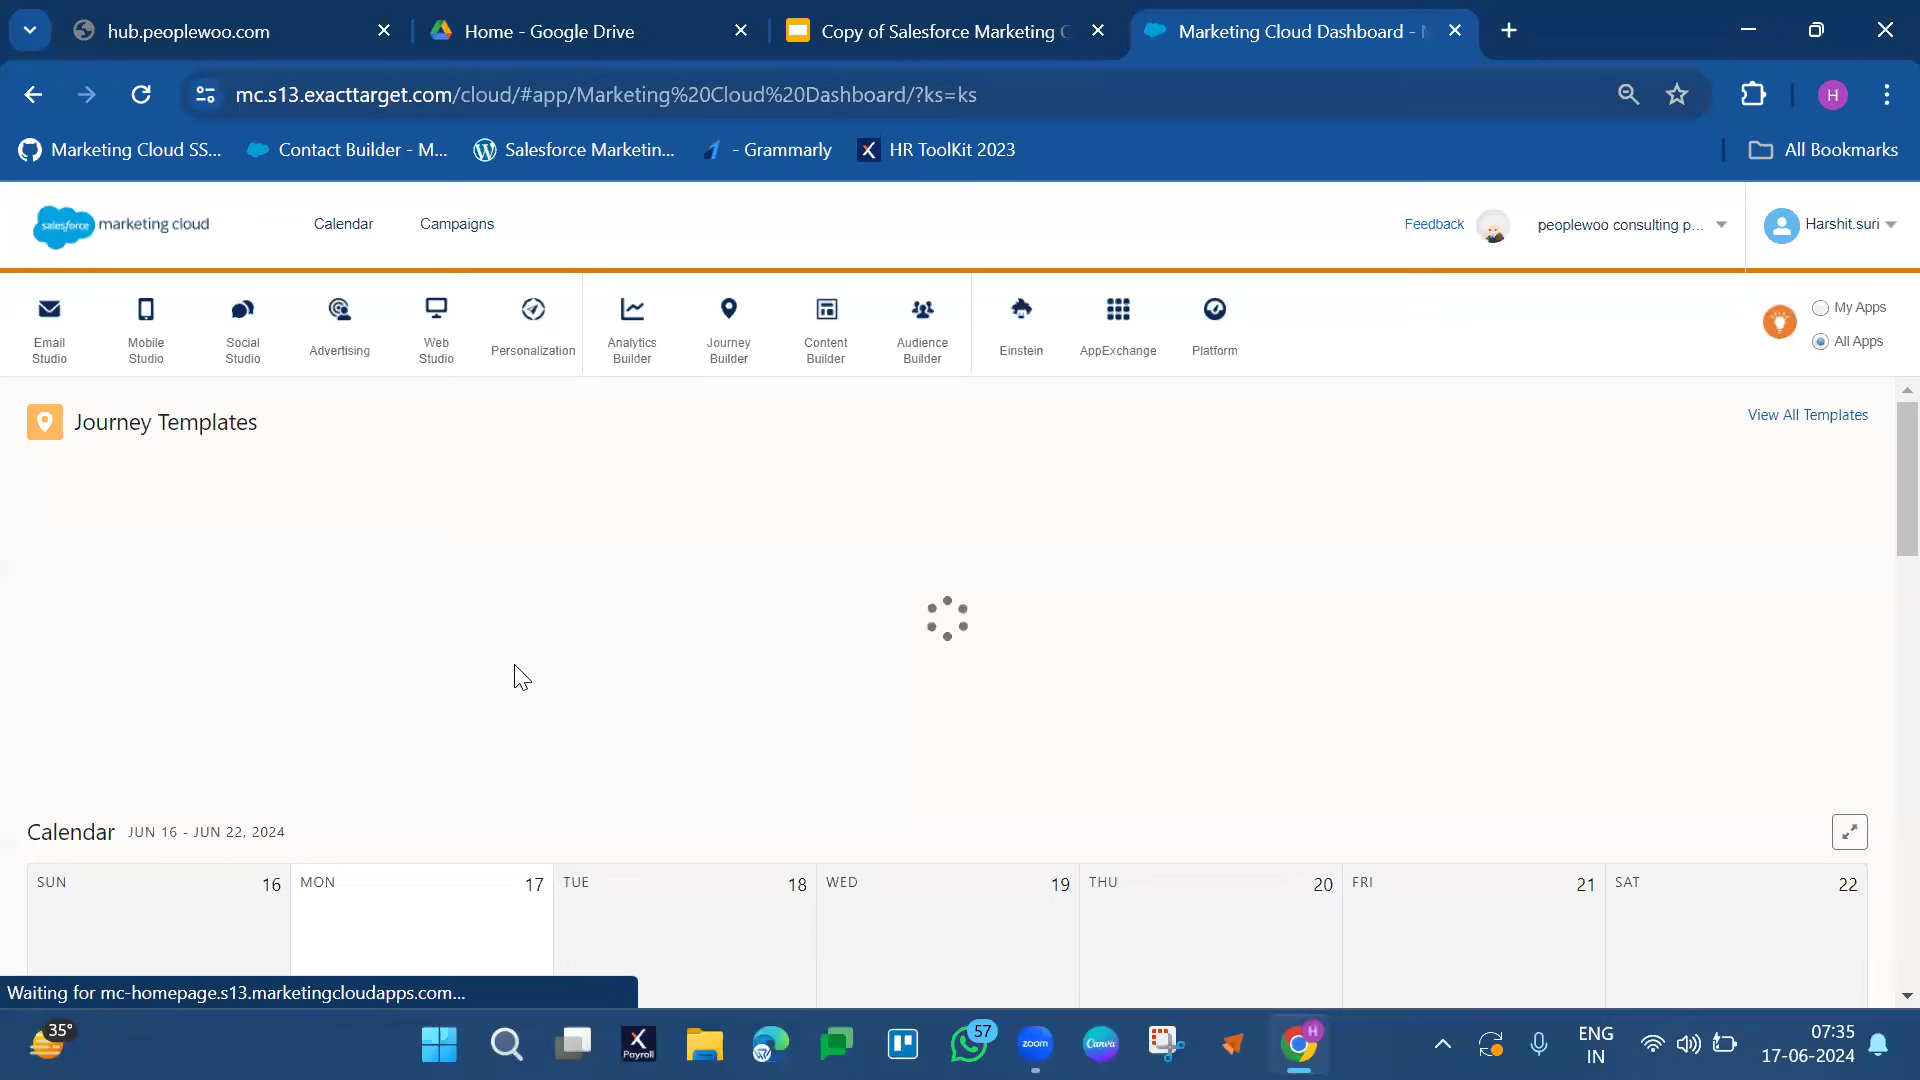 hub.peoplewoo.com
Home - Google Drive
Copy of Salesforce Marketing
Marketing Cloud Dashboard -
mc.s13.exacttarget.com/cloud/#app/Marketing%20Cloud%20Dashboard/?ks=ks
H
Marketing Cloud SS...
Contact Builder - M...
Salesforce Marketin...
- Grammarly
X HR ToolKit 2023
All Bookmarks
salesforce marketing cloud
Calendar
Campaigns
Feedback
peoplewoo consulting p...
Harshit.suri
Email Studio
Mobile Studio
Social Studio
Advertising
Web Studio
Personalization
Analytics Builder
Journey Builder
Content Builder
Audience Builder
Einstein
AppExchange
Platform
My Apps
All Apps
Journey Templates
View All Templates
Calendar JUN 16 - JUN 22, 2024
SUN 16 MON 17 TUE 18 WED 19 THU 20 FRI 21 SAT 22
Waiting for mc-homepage.s13.marketingcloudapps.com...
35°
X Payroll
W
57
zoom
Canva
H
ENG
IN
07:35
17-06-2024